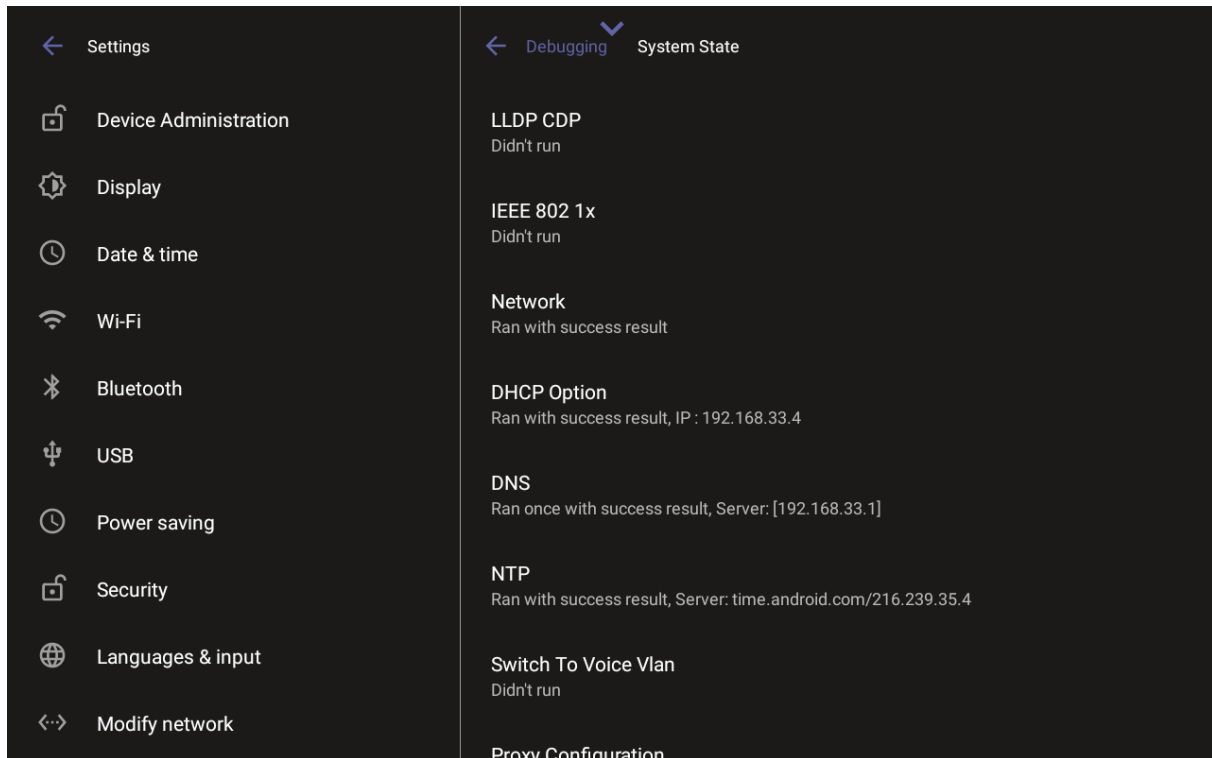 Settings
Device Administration
Display
Date & time
Wi-Fi
Bluetooth
USB
Power saving
Security
Languages & input
Modify network
Debugging System State
LLDP CDP
Didn't run
IEEE 802 1x
Didn't run
Network
Ran with success result
DHCP Option
Ran with success result, IP : 192.168.33.4
DNS
Ran once with success result, Server: [192.168.33.1]
NTP
Ran with success result, Server: time.android.com/216.239.35.4
Switch To Voice Vlan
Didn't run
Proxy Configuration